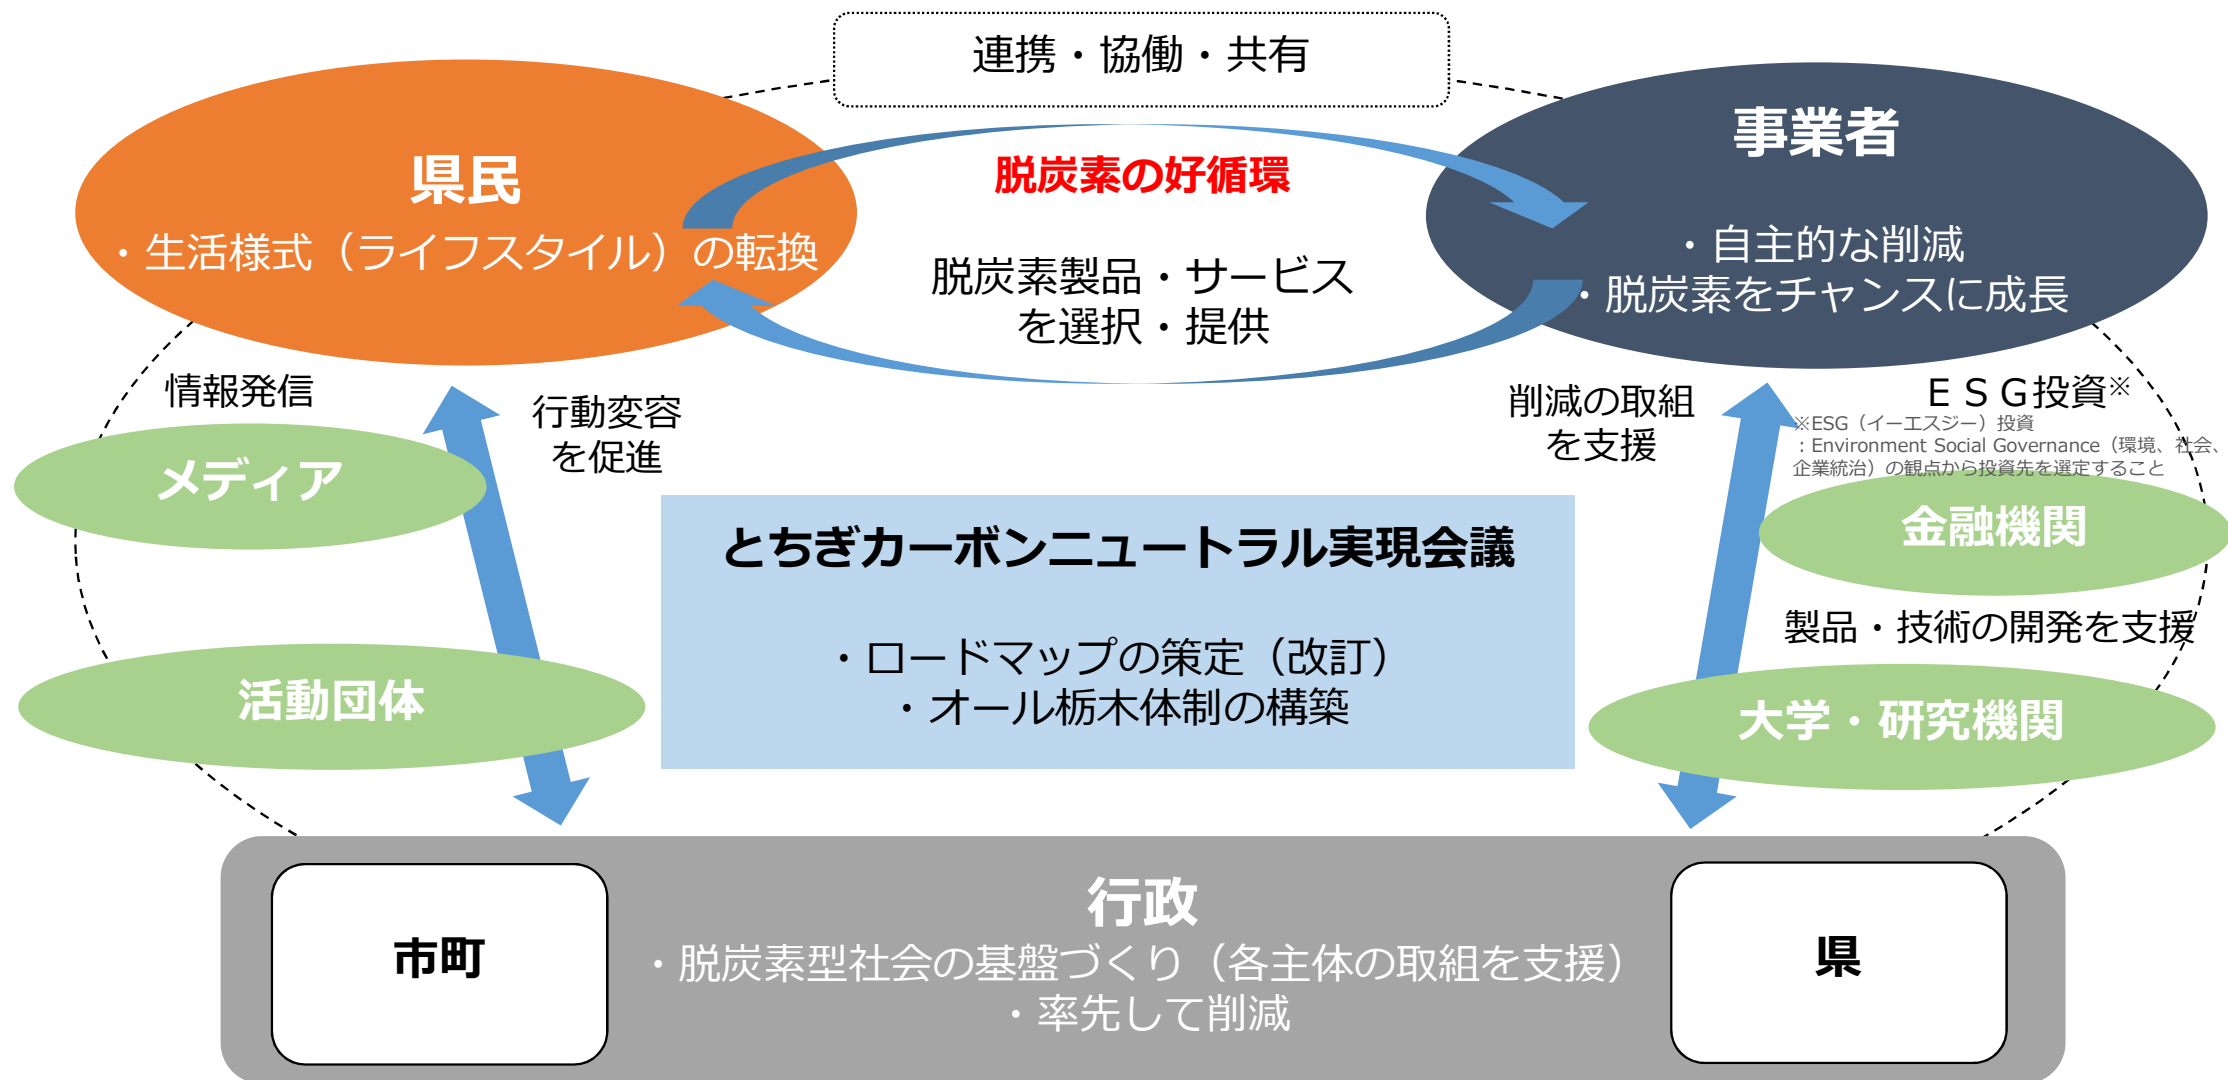 連携・協働・共有
県民
・生活様式（ライフスタイル）の転換
脱炭素の好循環
脱炭素製品・サービス
を選択・提供
事業者
・自主的な削減
・脱炭素をチャンスに成長
情報発信
メディア
行動変容
を促進
削減の取組
を支援
ＥＳＧ投資※
※ESG（イーエスジー）投資
：Environment Social Governance（環境、社会、
企業統治）の観点から投資先を選定すること
金融機関
とちぎカーボンニュートラル実現会議
・ロードマップの策定（改訂）
・オール栃木体制の構築
製品・技術の開発を支援
活動団体
大学・研究機関
行政
・脱炭素型社会の基盤づくり（各主体の取組を支援）
・率先して削減
市町
県